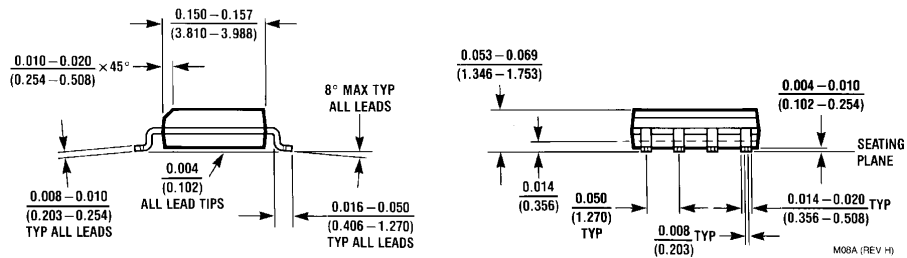 0.150 – 0.157
(3.810 – 3.988)
0.010 – 0.020 × 45°
(0.254 – 0.508)
8° MAX TYP
ALL LEADS
0.004
(0.102)
ALL LEAD TIPS
0.008 – 0.010
(0.203 – 0.254)
TYP ALL LEADS
0.016 – 0.050
(0.406 – 1.270)
TYP ALL LEADS
0.053 – 0.069
(1.346 – 1.753)
0.004 – 0.010
(0.102 – 0.254)
SEATING
PLANE
0.014
(0.356)
0.050
(1.270)
TYP
0.014 – 0.020 TYP
(0.356 – 0.508)
0.008 TYP
(0.203)
M08A (REV H)